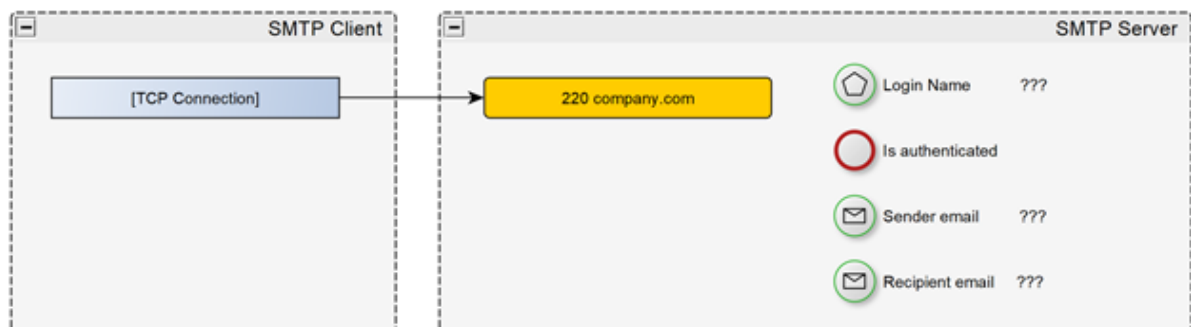 SMTP Client
SMTP Server
[TCP Connection]
220 company.com
Login Name ???
Is authenticated
Sender email ???
Recipient email ???